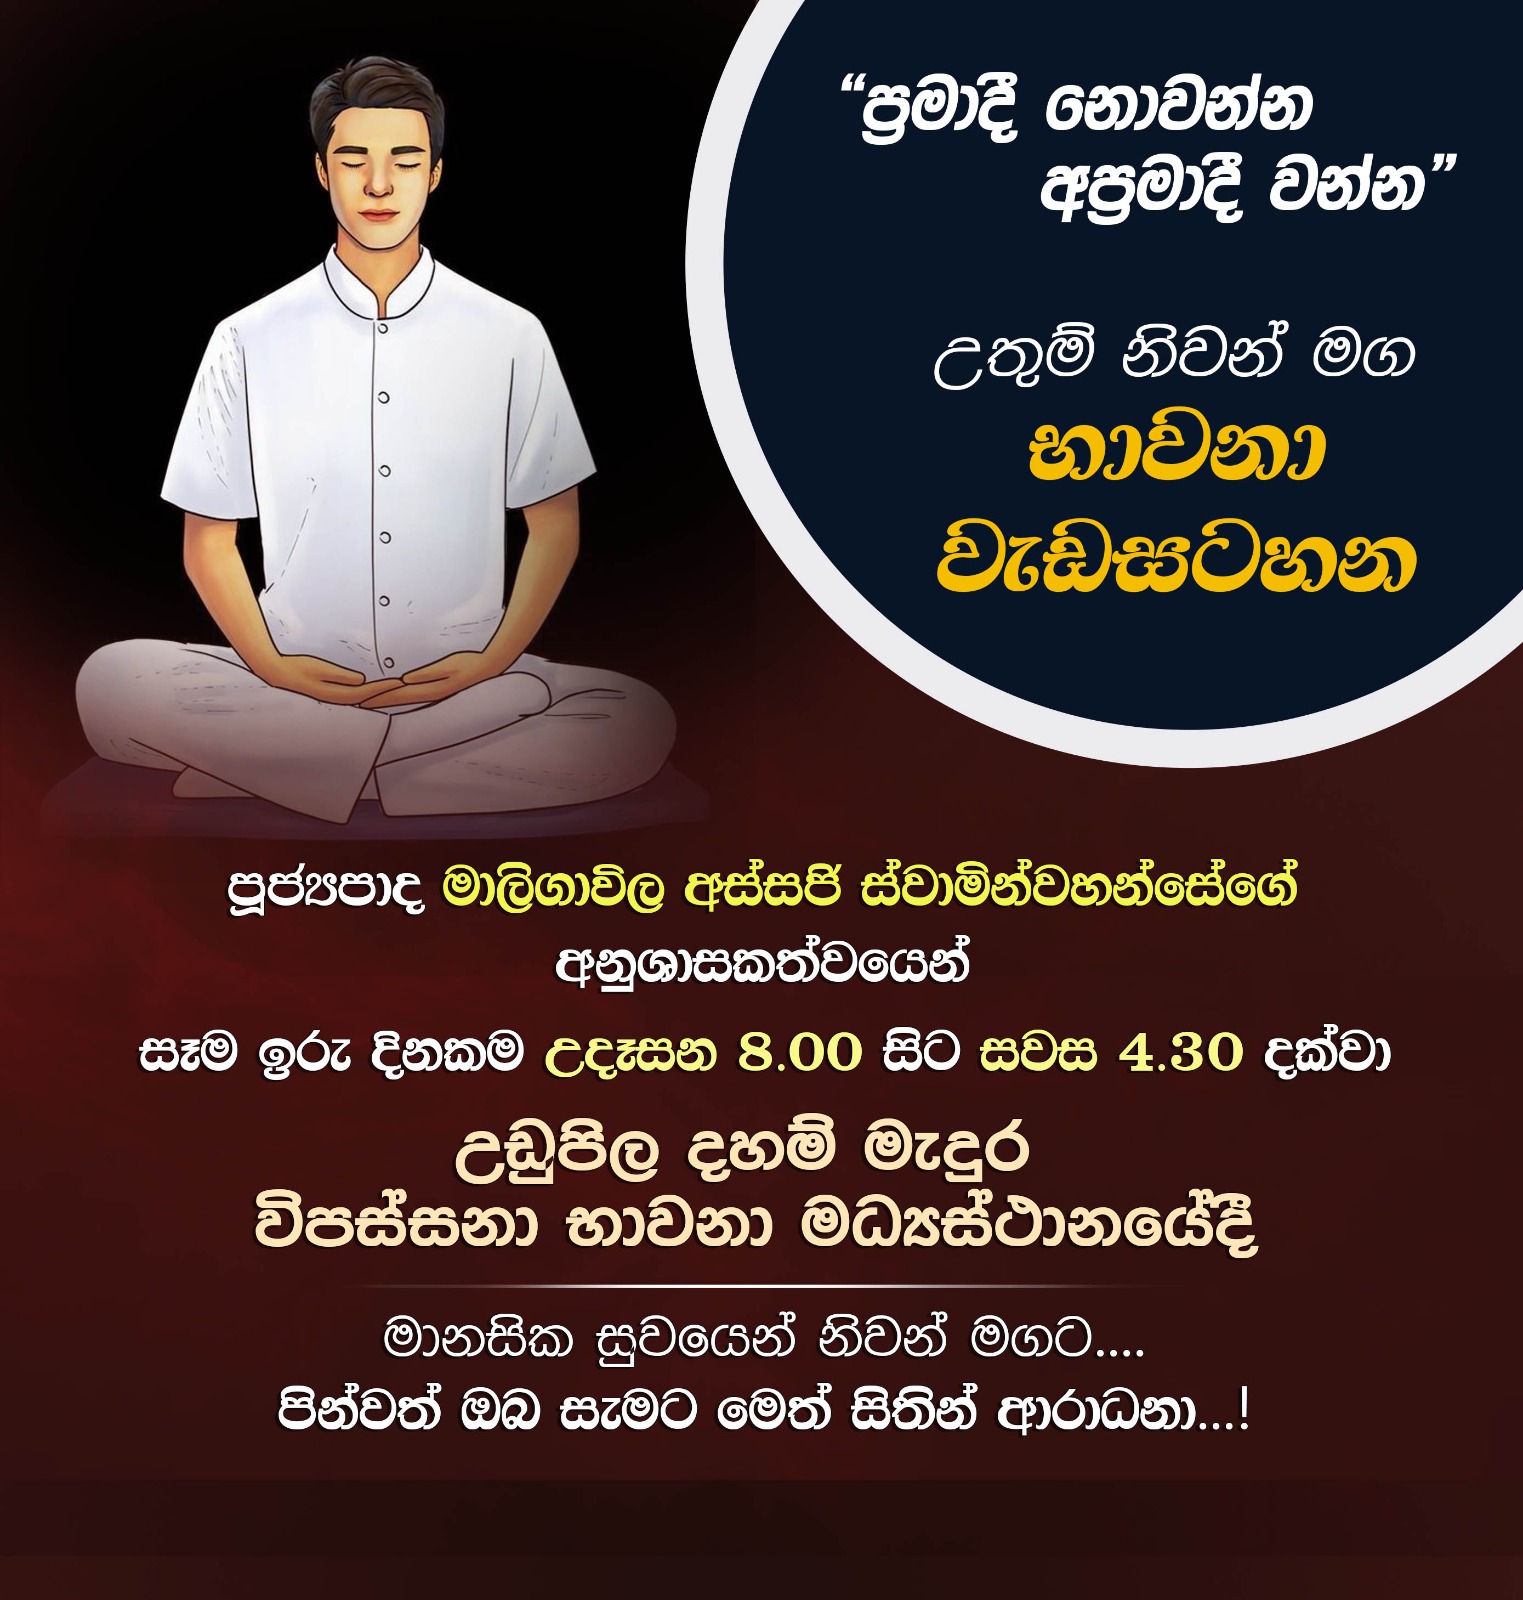 “ප්‍රමාදී නොවන්න
අප්‍රමාදී වන්න”
උතුම් නිවන් මග
භාවනා
වැඩසටහන
පූජ්‍යපාද මාලිගාවිල අස්සජි ස්වාමින්වහන්සේගේ
අනුශාසකත්වයෙන්
සෑම ඉරු දිනකම උදෑසන 8.00 සිට සවස 4.30 දක්වා
උඩුපිල දහම් මැදුර
විපස්සනා භාවනා මධ්‍යස්ථානයේදී
මානසික සුවයෙන් නිවන් මගට....
පින්වත් ඔබ සැමට මෙත් සිතින් ආරාධනා...!